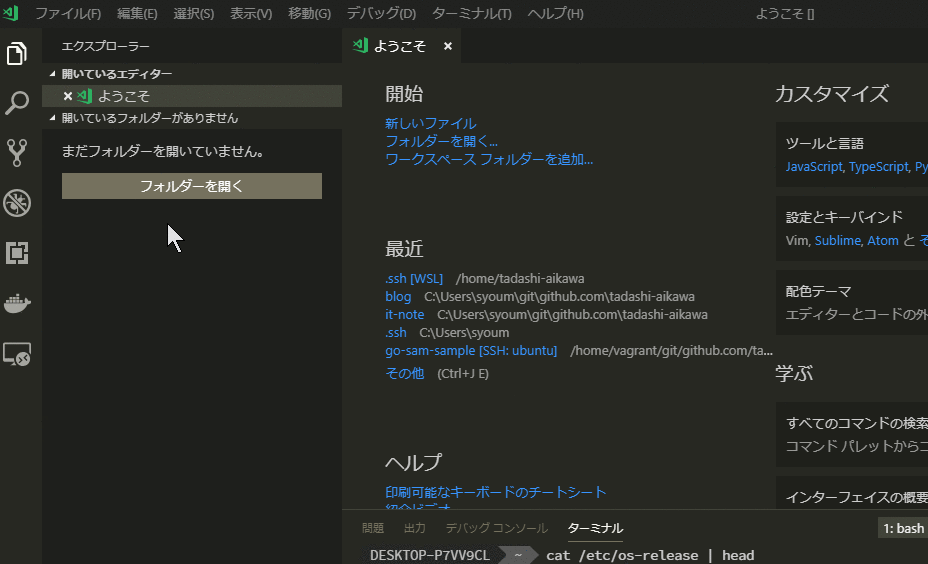 ファイル(F) 編集(E) 選択(S) 表示(V) 移動(G) デバッグ(D) ターミナル(T) ヘルプ(H) ようこそ []
エクスプローラー
開いているエディター
ようこそ
開いているフォルダーがありません
まだフォルダーを開いていません。
フォルダーを開く
ようこそ
開始
新しいファイル
フォルダーを開く...
ワークスペース フォルダーを追加...
最近
.ssh [WSL] /home/tadashi-aikawa
blog C:\Users\syoum\git\github.com\tadashi-aikawa
it-note C:\Users\syoum\git\github.com\tadashi-aikawa
.ssh C:\Users\syoum
go-sam-sample [SSH: ubuntu] /home/vagrant/git/github.com/ta...
その他 (Ctrl+J E)
ヘルプ
印刷可能なキーボードのチートシート
紹介ビデオ
カスタマイズ
ツールと言語
JavaScript, TypeScript, Py
設定とキーバインド
Vim, Sublime, Atom と そ
配色テーマ
エディターとコードの外
学ぶ
すべてのコマンドの検索
コマンド パレットからコ
インターフェイスの概要
問題 出力 デバッグ コンソール ターミナル 1: bash
DESKTOP-P7VV9CL ~ cat /etc/os-release | head